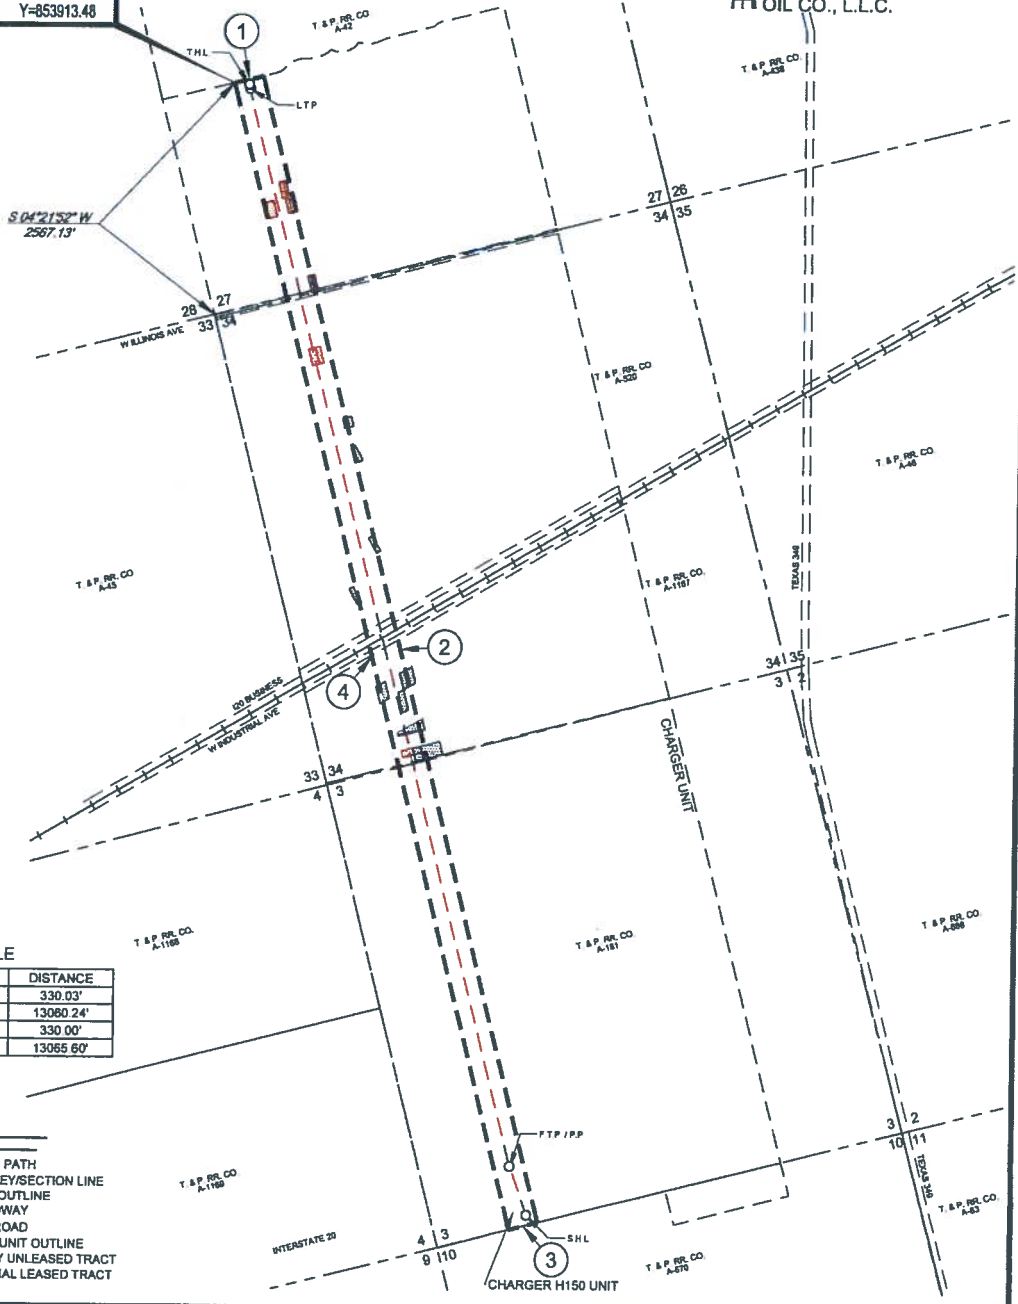 Y=853913.48
OIL CO., L.L.C.
1
T. & P. RR. CO
A-42
THL
LTP
T. & P. RR. CO.
S 04°21'52" W
2567.13'
27 26
34 35
28 27
33 34
W ILLINOIS AVE
T. & P. RR. CO
A-520
T. & P. RR. CO.
A-46
T. & P. RR. CO
A-45
T. & P. RR. CO.
A-1167
TEXAS 349
2
4
I20 BUSINESS
W INDUSTRIAL AVE
34 35
3 2
33 34
4 3
CHARGER UNIT
T. & P. RR. CO.
A-1168
T. & P. RR. CO.
A-181
T. & P. RR. CO.
LE
DISTANCE
330.03'
13060.24'
330.00'
13065.60'
FTP / PP
3 2
10 11
TEXAS 349
PATH
EY/SECTION LINE
OUTLINE
WAY
ROAD
UNIT OUTLINE
Y UNLEASED TRACT
IAL LEASED TRACT
T. & P. RR. CO.
A-1169
INTERSTATE 20
4 3
9 10
SHL
3
CHARGER H150 UNIT
T. & P. RR. CO.
A-670
T. & P. RR. CO.
A-63